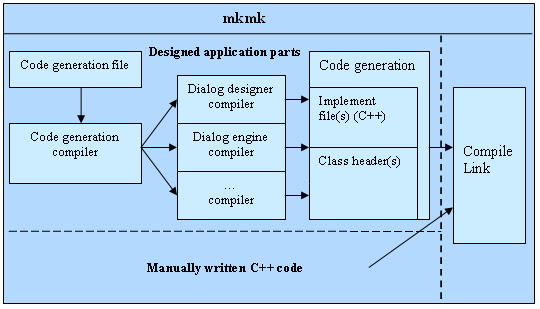 mkmk
Designed application parts
Code generation file
Code generation
compiler
Dialog designer
compiler
Dialog engine
compiler
...
compiler
Code generation
Implement
file(s) (C++)
Class header(s)
Compile
Link
Manually written C++ code